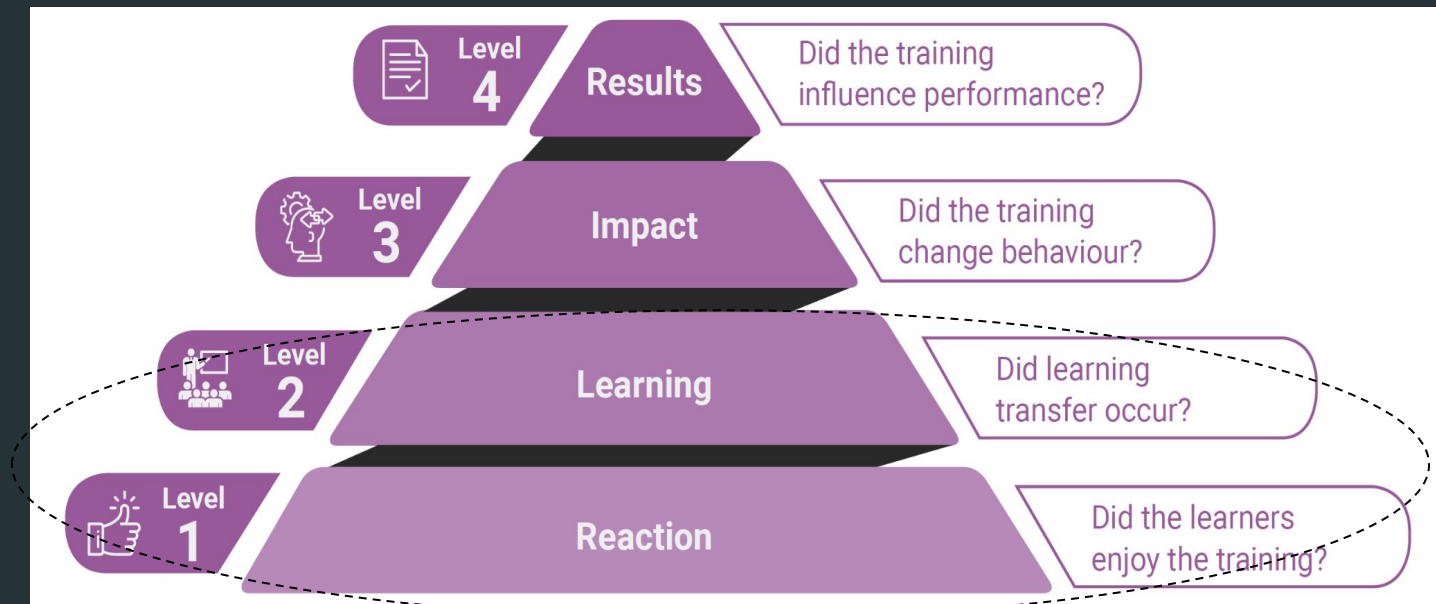 Level
4
Results
Did the training
influence performance?
Level
3
Impact
Did the training
change behaviour?
Level
2
Learning
Did learning
transfer occur?
Level
1
Reaction
Did the learners
enjoy the training?